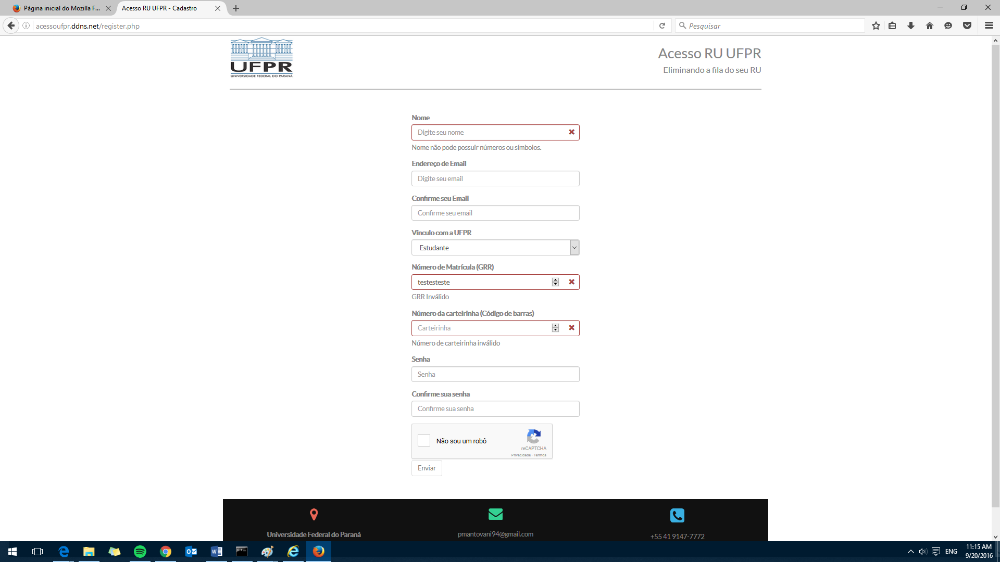 Página inicial do Mozilla F...
Acesso RU UFPR - Cadastro
acessoufpr.ddns.net/register.php
Pesquisar
UFPR
UNIVERSIDADE FEDERAL DO PARANÁ
Acesso RU UFPR
Eliminando a fila do seu RU
Nome
Digite seu nome
Nome não pode possuir números ou símbolos.
Endereço de Email
Digite seu email
Confirme seu Email
Confirme seu email
Vínculo com a UFPR
Estudante
Número de Matrícula (GRR)
testesteste
GRR Inválido
Número da carteirinha (Código de barras)
Carteirinha
Número de carteirinha inválido
Senha
Senha
Confirme sua senha
Confirme sua senha
Não sou um robô
reCAPTCHA
Privacidade - Termos
Enviar
Universidade Federal do Paraná
pmantovani94@gmail.com
+55 41 9147-7772
ENG
11:15 AM
9/20/2016